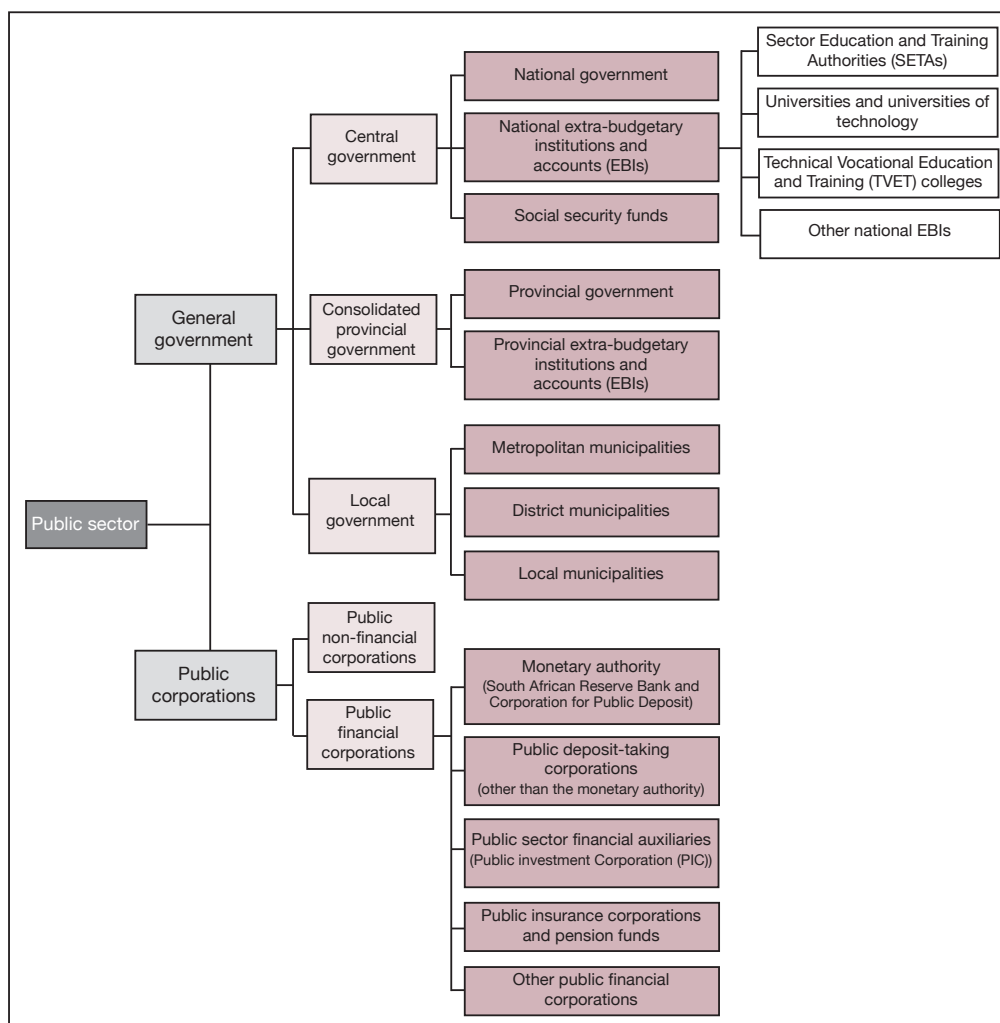 Public sector
General
government
Public
corporations
Central
government
Consolidated
provincial
government
Local
government
Public
non-financial
corporations
Public
financial
corporations
National government
National extra-budgetary
institutions and
accounts (EBIs)
Social security funds
Provincial government
Provincial extra-budgetary
institutions and
accounts (EBIs)
Metropolitan municipalities
District municipalities
Local municipalities
Monetary authority
(South African Reserve Bank and
Corporation for Public Deposit)
Public deposit-taking
corporations
(other than the monetary authority)
Public sector financial auxiliaries
(Public investment Corporation (PIC))
Public insurance corporations
and pension funds
Other public financial
corporations
Sector Education and Training
Authorities (SETAs)
Universities and universities of
technology
Technical Vocational Education
and Training (TVET) colleges
Other national EBIs